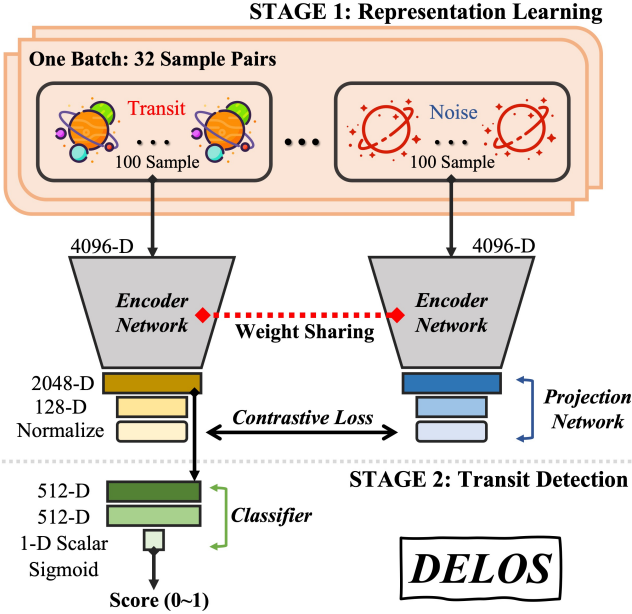 STAGE 1: Representation Learning
One Batch: 32 Sample Pairs
Transit
100 Sample
Noise
100 Sample
4096-D
4096-D
Encoder
Network
Encoder
Network
Weight Sharing
2048-D
128-D
Normalize
Contrastive Loss
Projection
Network
STAGE 2: Transit Detection
512-D
512-D
1-D Scalar
Sigmoid
Classifier
Score (0~1)
DELOS